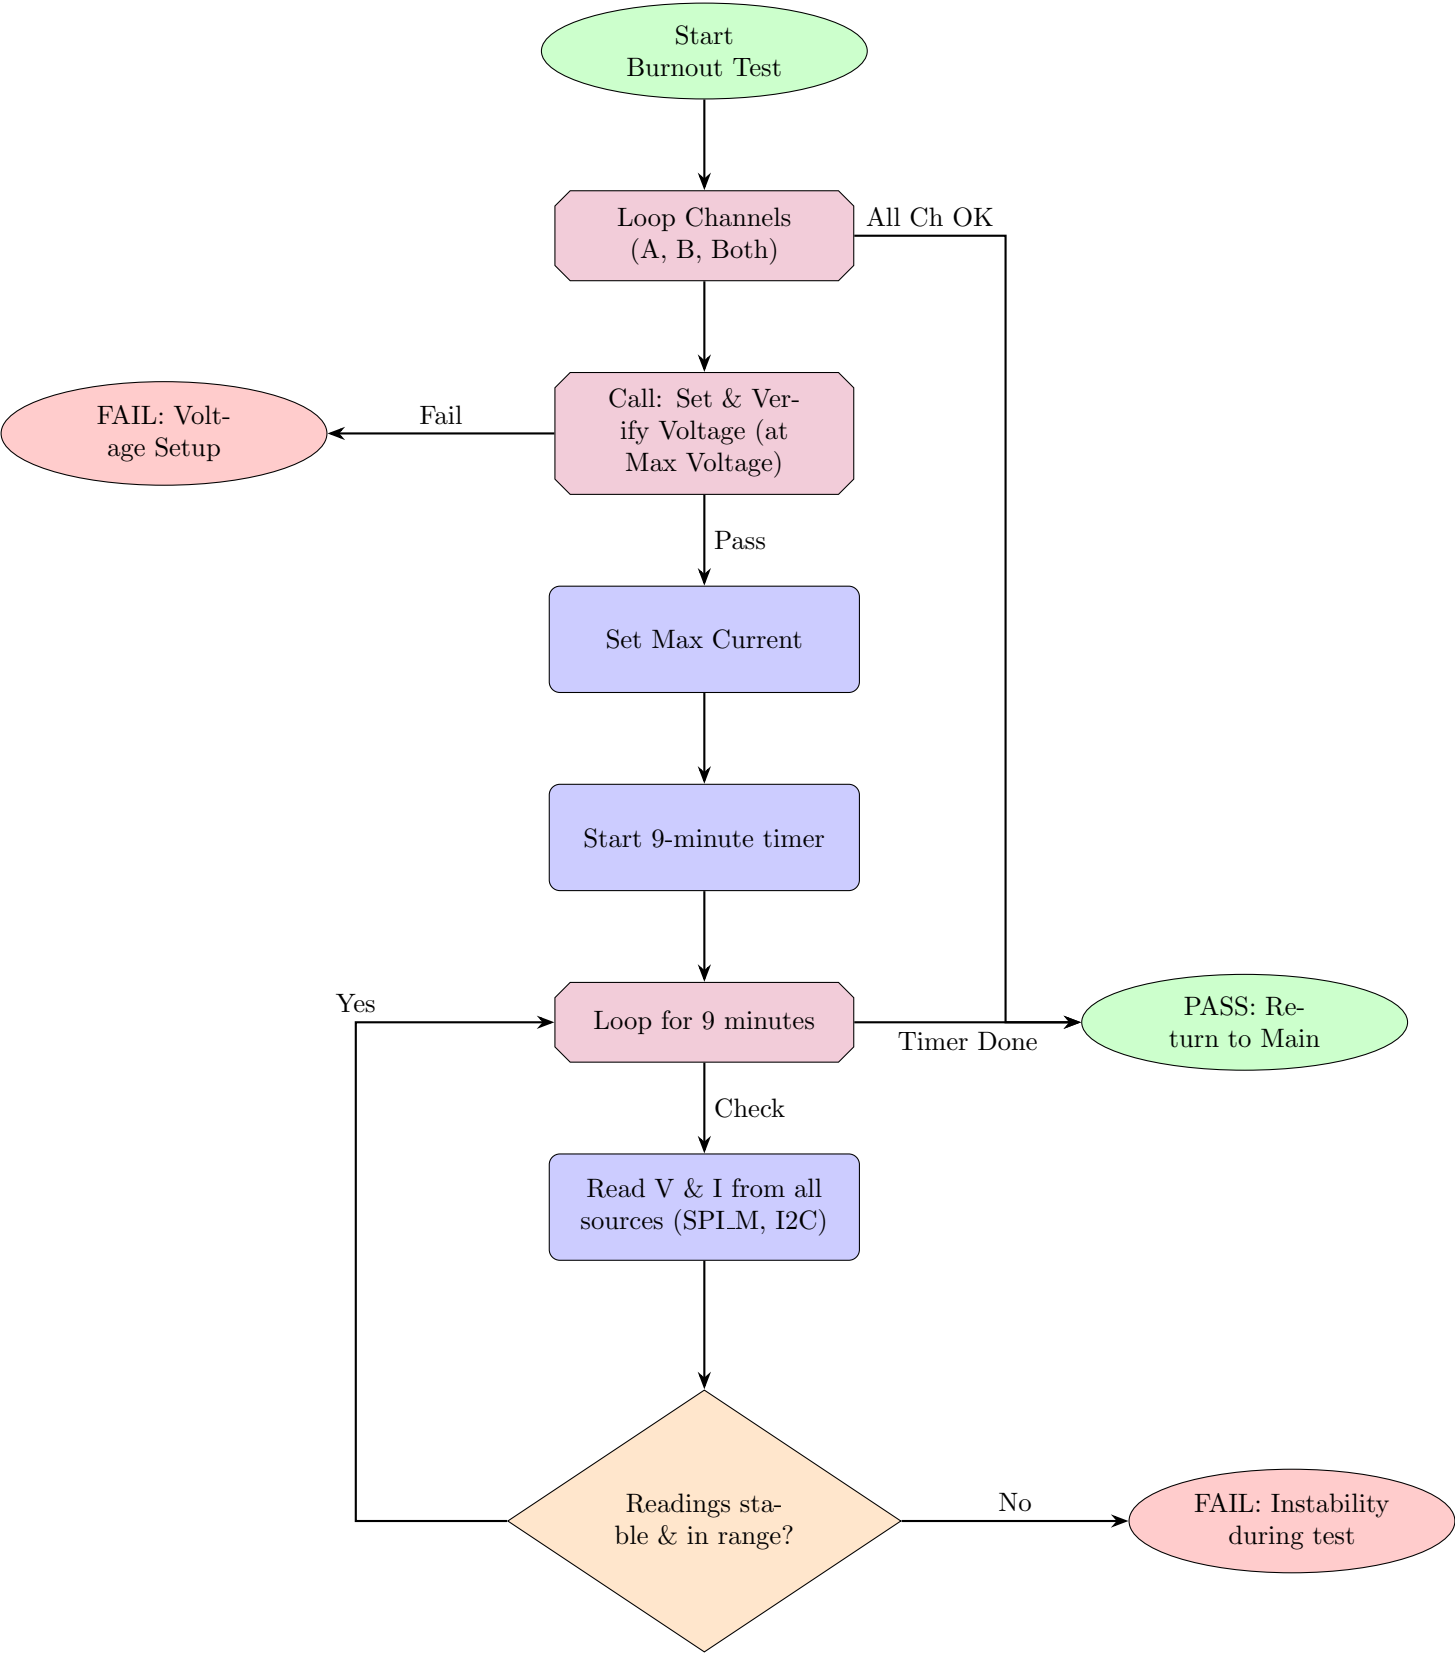 Start
Burnout Test
Loop Channels
(A, B, Both)
All Ch OK
Call: Set & Ver-
ify Voltage (at
Max Voltage)
Fail
FAIL: Volt-
age Setup
Pass
Set Max Current
Start 9-minute timer
Yes
Loop for 9 minutes
Timer Done
PASS: Re-
turn to Main
Check
Read V & I from all
sources (SPI_M, I2C)
Readings sta-
ble & in range?
No
FAIL: Instability
during test